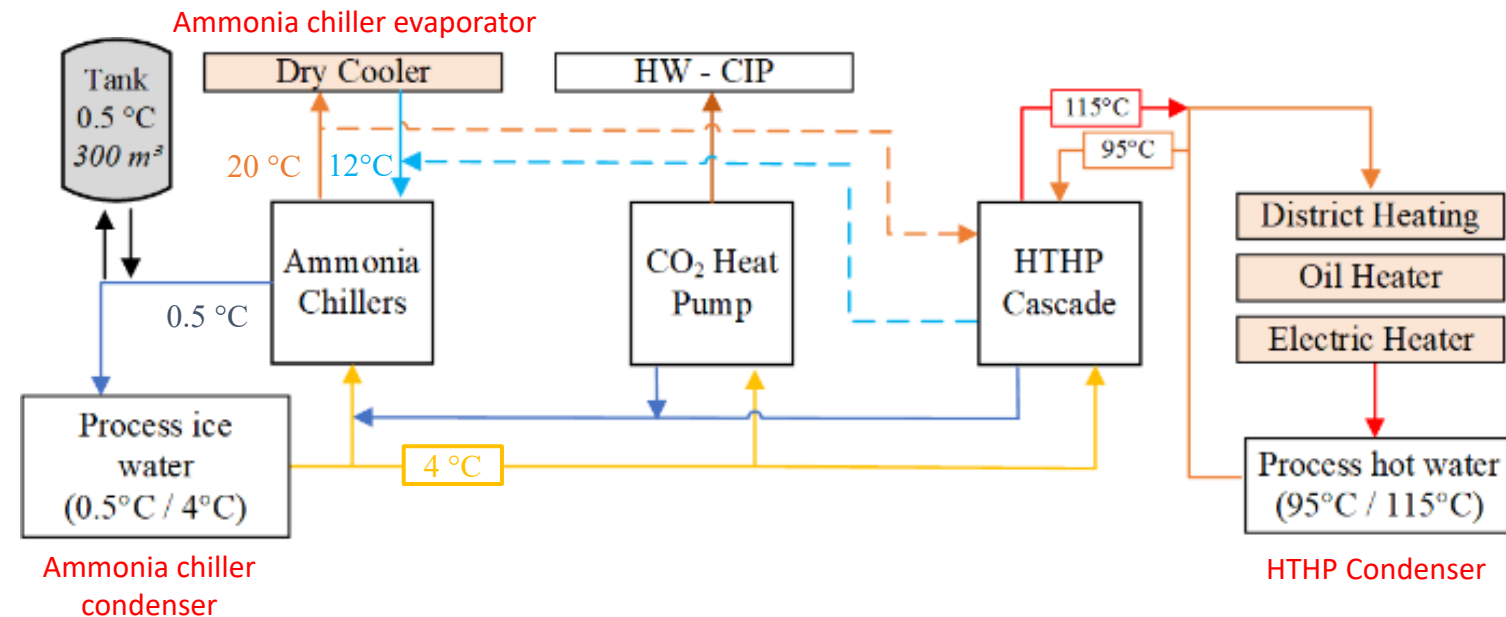 Ammonia chiller evaporator
Tank
0.5 °C
300 m³
Dry Cooler
HW - CIP
115°C
95°C
20 °C
12°C
District Heating
Oil Heater
Electric Heater
Ammonia
Chillers
CO₂ Heat
Pump
HTHP
Cascade
0.5 °C
Process ice
water
(0.5°C / 4°C)
4 °C
Process hot water
(95°C / 115°C)
Ammonia chiller
condenser
HTHP Condenser